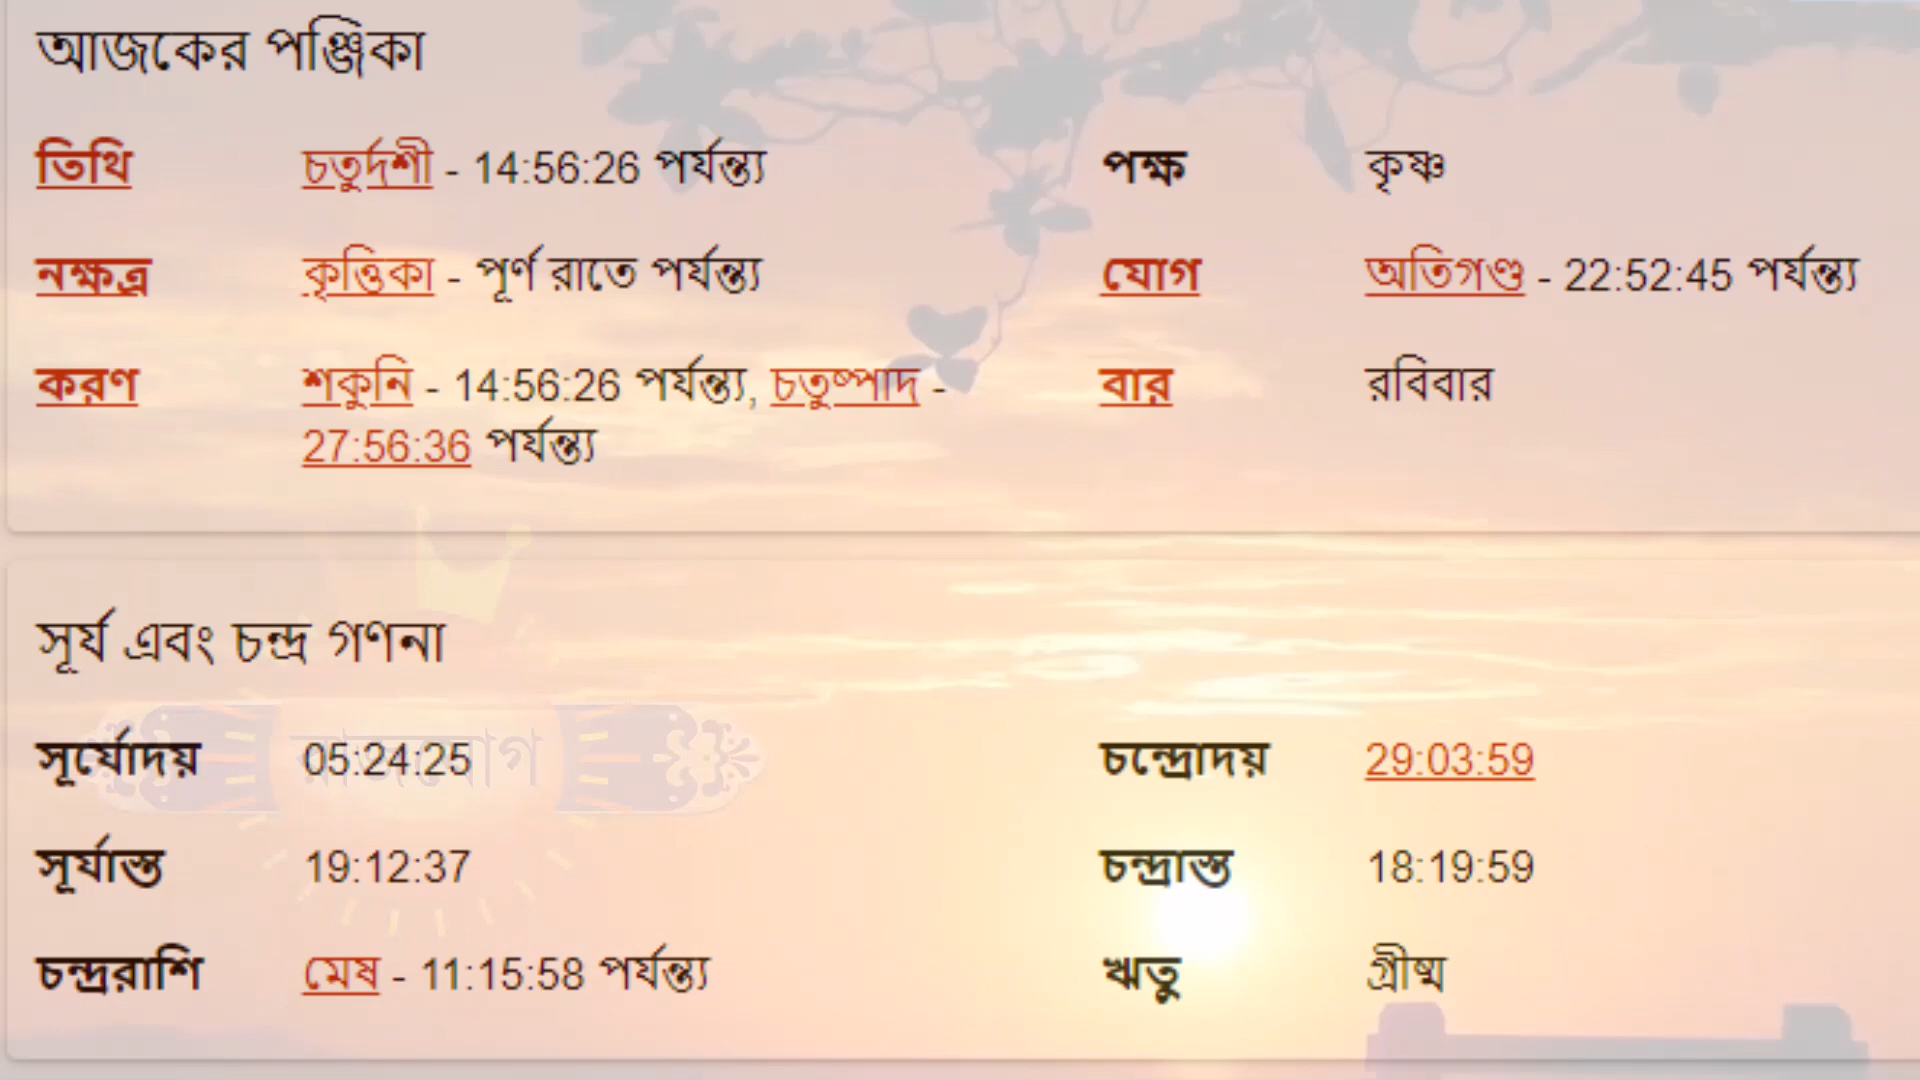 আজকের পঞ্জিকা
তিথি চতুর্দশী - 14:56:26 পর্যন্ত্য পক্ষ কৃষ্ণ
নক্ষত্র কৃত্তিকা - পূর্ণ রাতে পর্যন্ত্য যোগ অতিগণ্ড - 22:52:45 পর্যন্ত্য
করণ শকুনি - 14:56:26 পর্যন্ত্য, চতুষ্পাদ - বার রবিবার
27:56:36 পর্যন্ত্য
সূর্য এবং চন্দ্র গণনা
সূর্যোদয় 05:24:25 চন্দ্রোদয় 29:03:59
সূর্যাস্ত 19:12:37 চন্দ্রাস্ত 18:19:59
চন্দ্ররাশি মেষ - 11:15:58 পর্যন্ত্য ঋতু গ্রীষ্ম